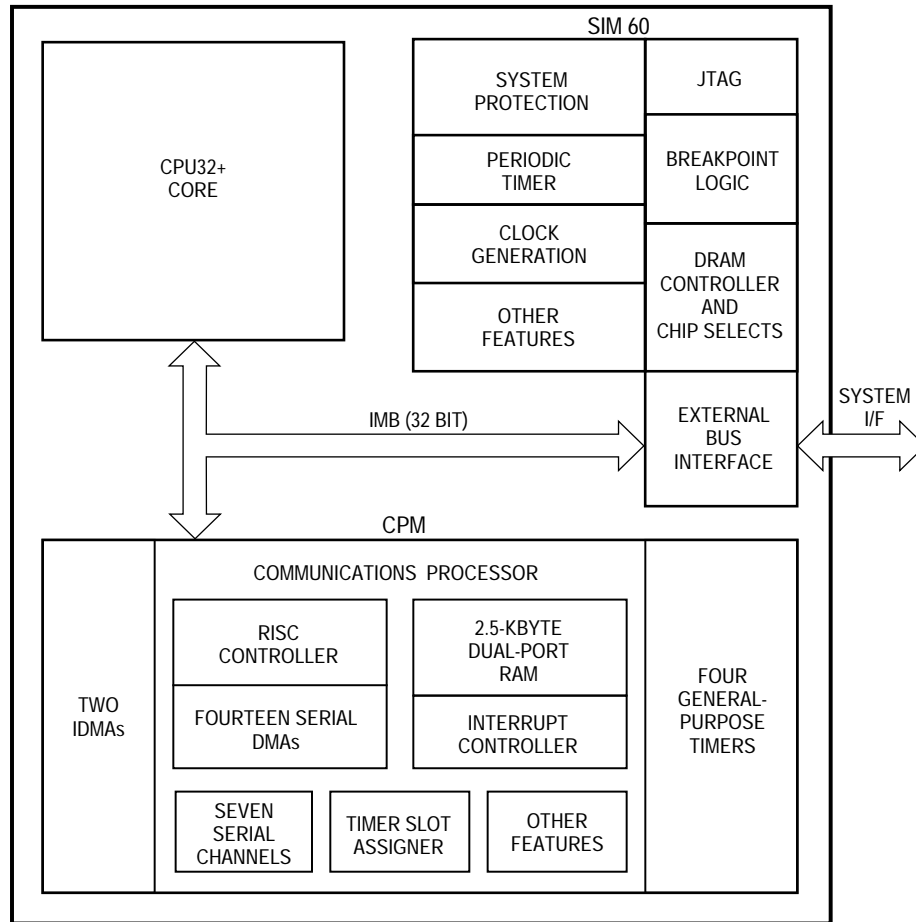 SIM 60
CPU32+
CORE
SYSTEM
PROTECTION
PERIODIC
TIMER
CLOCK
GENERATION
OTHER
FEATURES
JTAG
BREAKPOINT
LOGIC
DRAM
CONTROLLER
AND
CHIP SELECTS
EXTERNAL
BUS
INTERFACE
SYSTEM
I/F
IMB (32 BIT)
CPM
TWO
IDMAs
COMMUNICATIONS PROCESSOR
RISC
CONTROLLER
FOURTEEN SERIAL
DMAs
2.5-KBYTE
DUAL-PORT
RAM
INTERRUPT
CONTROLLER
SEVEN
SERIAL
CHANNELS
TIMER SLOT
ASSIGNER
OTHER
FEATURES
FOUR
GENERAL-
PURPOSE
TIMERS